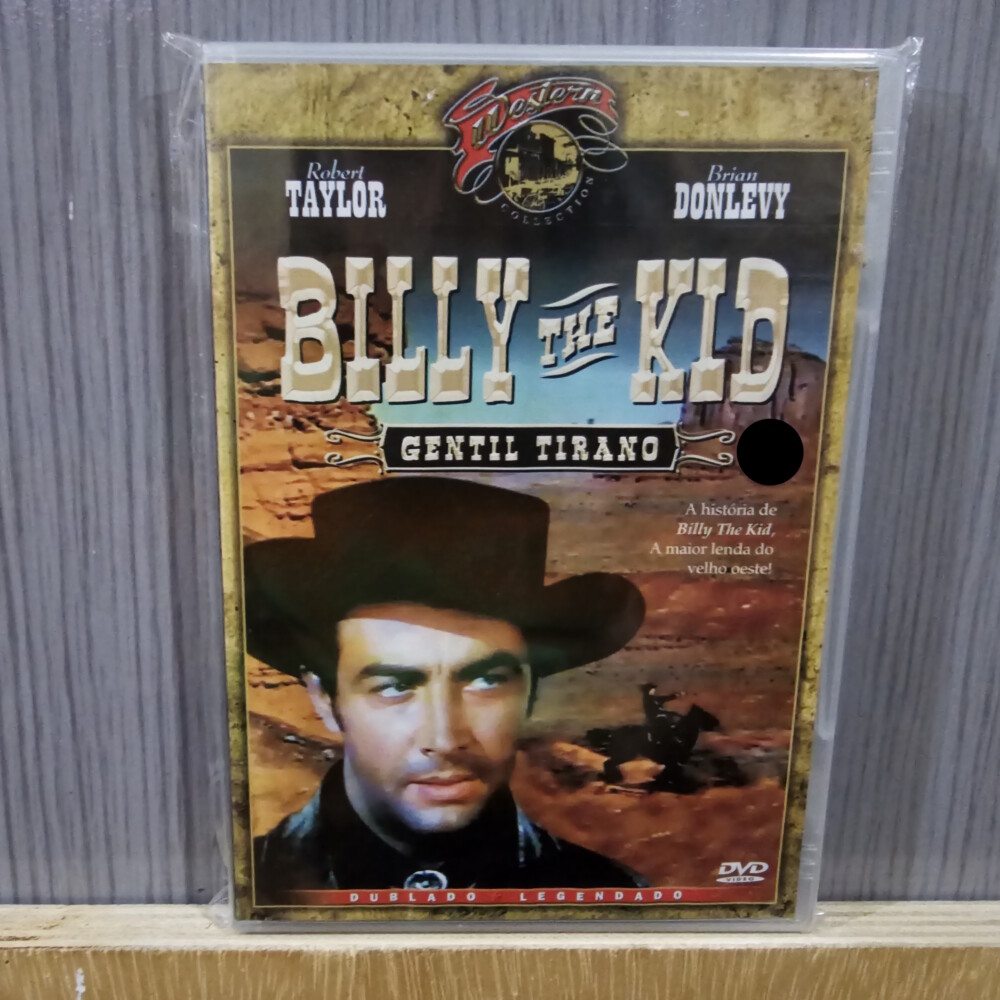 Western
COLLECTION
Robert
TAYLOR
Brian
DONLEVY
BILLY THE KID
GENTIL TIRANO
A história de
Billy The Kid,
A maior lenda do
velho oeste!
DVD
VIDEO
DUBLADO LEGENDADO